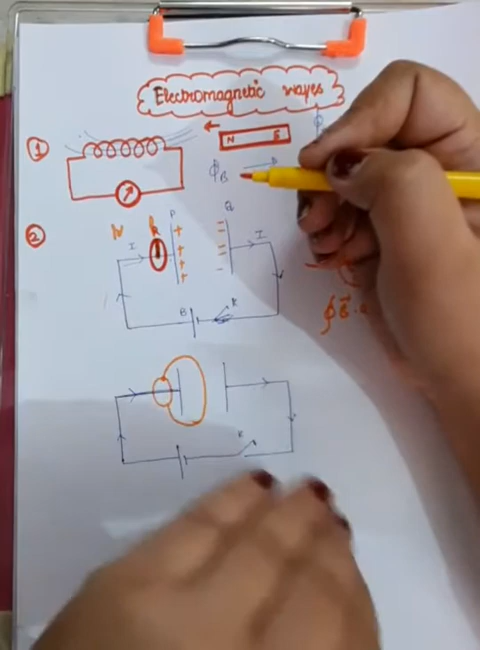 Electromagnetic waves
1
N S
ϕB
2
P Q
I + - I
+ -
+ -
+ -
B K
K
∮B⃗.